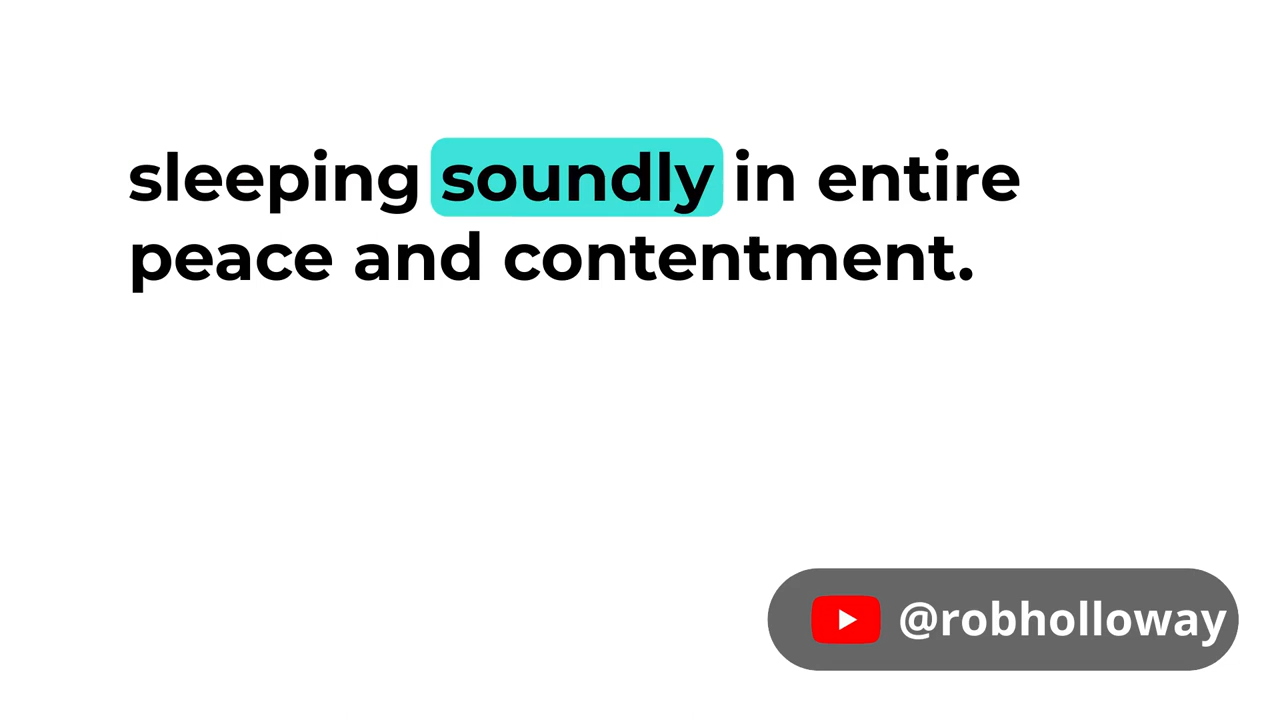 sleeping soundly in entire
peace and contentment.
@robholloway